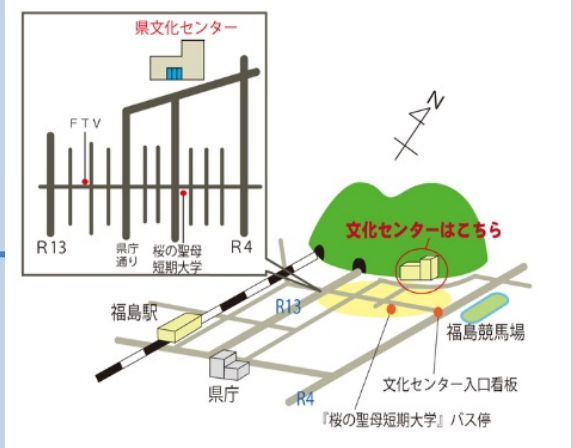 県文化センター
FTV
R13
県庁
通り
桜の聖母
短期大学
R4
N
文化センターはこちら
福島駅
R13
福島競馬場
県庁
文化センター入口看板
R4
『桜の聖母短期大学』バス停